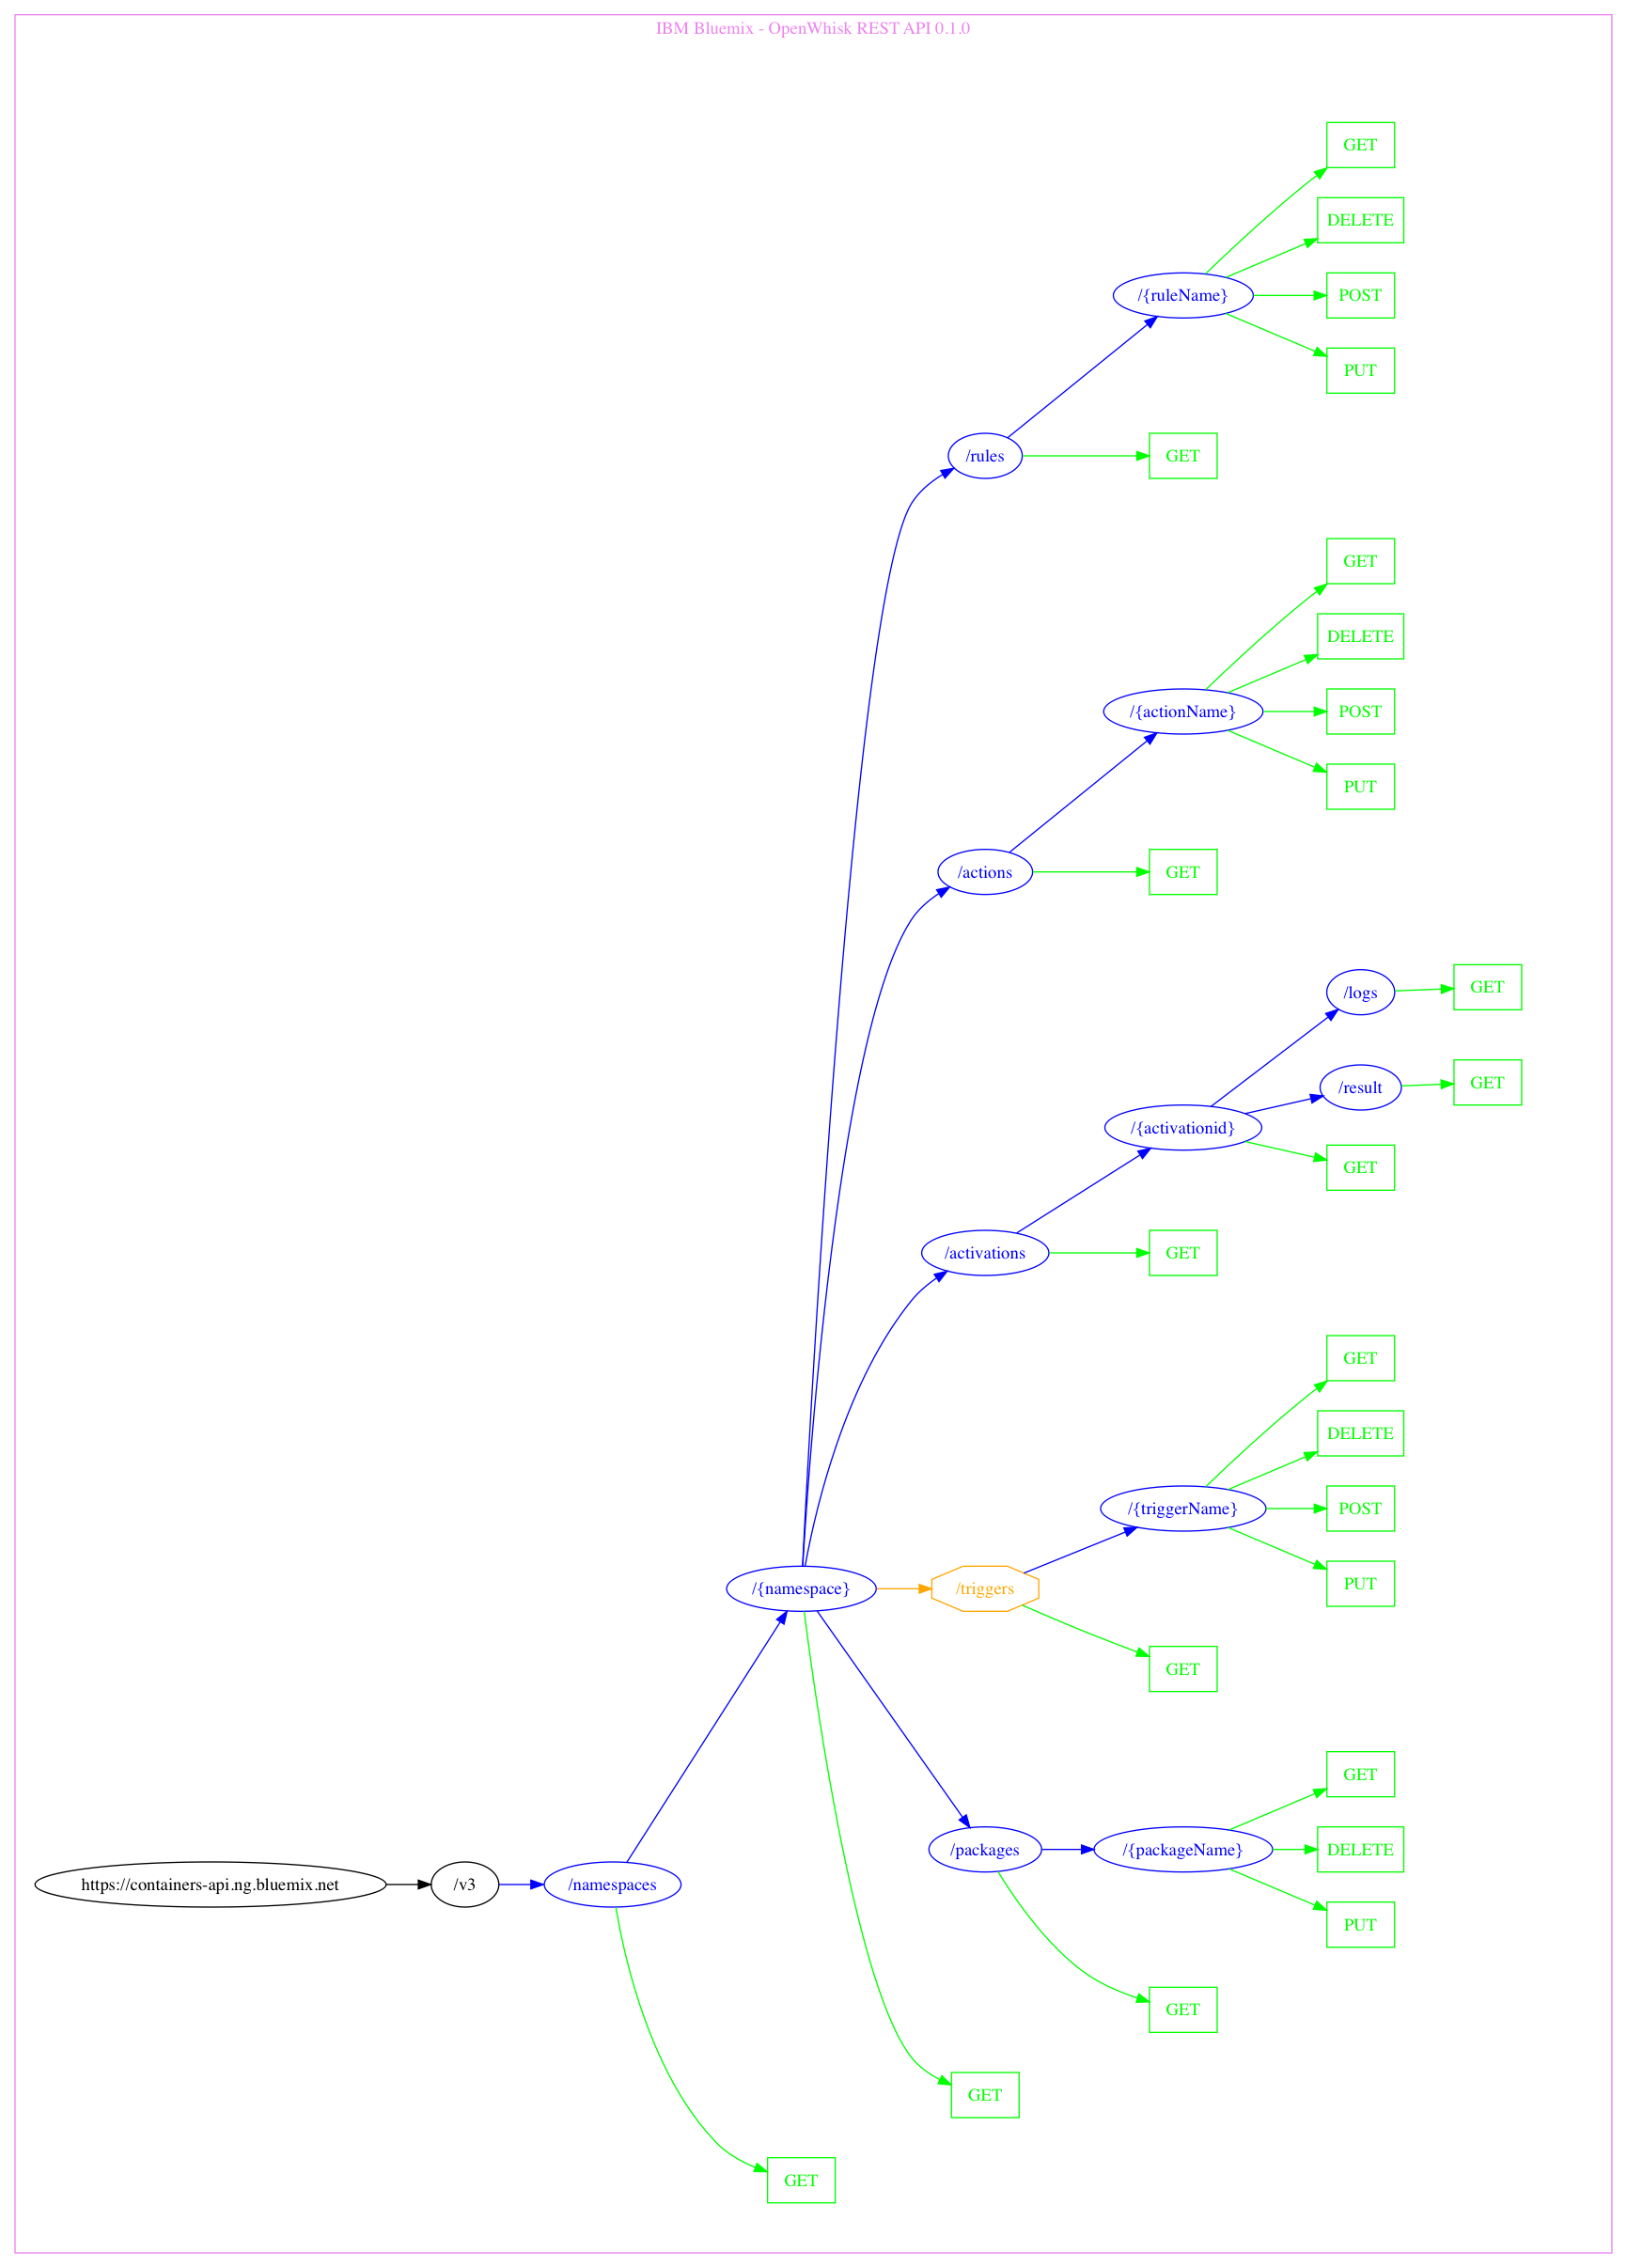 IBM Bluemix - OpenWhisk REST API 0.1.0
GET
DELETE
/{ruleName}
POST
PUT
/rules
GET
GET
DELETE
/{actionName}
POST
PUT
/actions
GET
/logs
GET
/result
GET
/{activationid}
GET
/activations
GET
GET
DELETE
/{triggerName}
POST
PUT
/{namespace}
/triggers
GET
GET
/packages
/{packageName}
DELETE
https://containers-api.ng.bluemix.net
/v3
/namespaces
PUT
GET
GET
GET